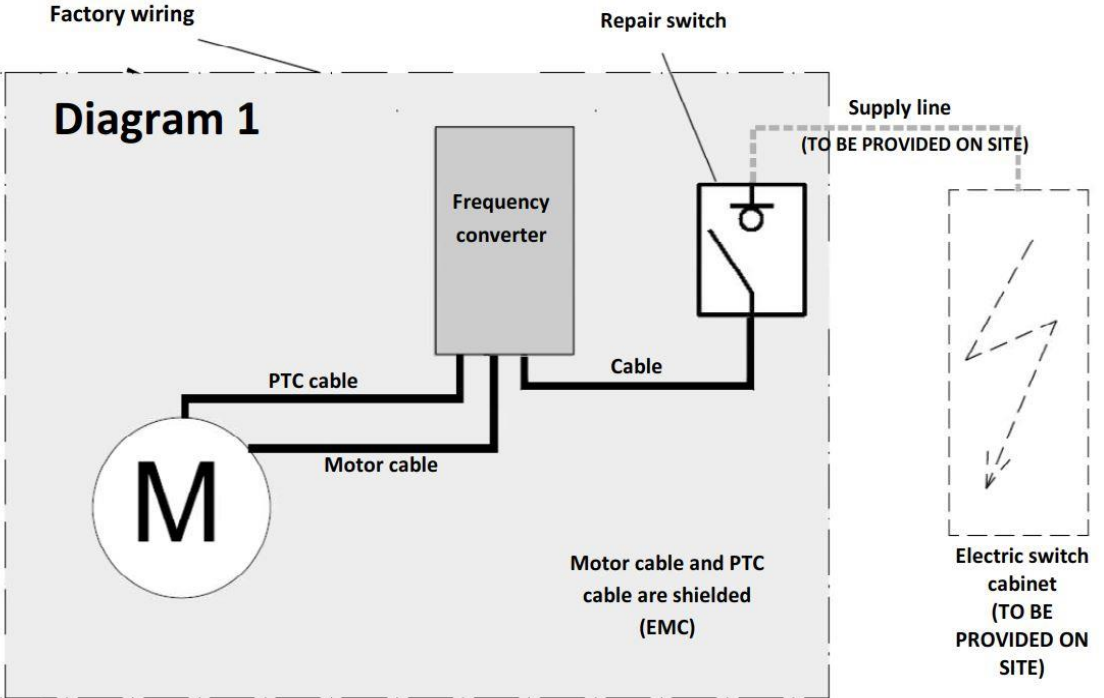 Factory wiring
Repair switch
Diagram 1
Supply line
(TO BE PROVIDED ON SITE)
Frequency
converter
PTC cable
Cable
Motor cable
M
Motor cable and PTC
cable are shielded
(EMC)
Electric switch
cabinet
(TO BE
PROVIDED ON
SITE)